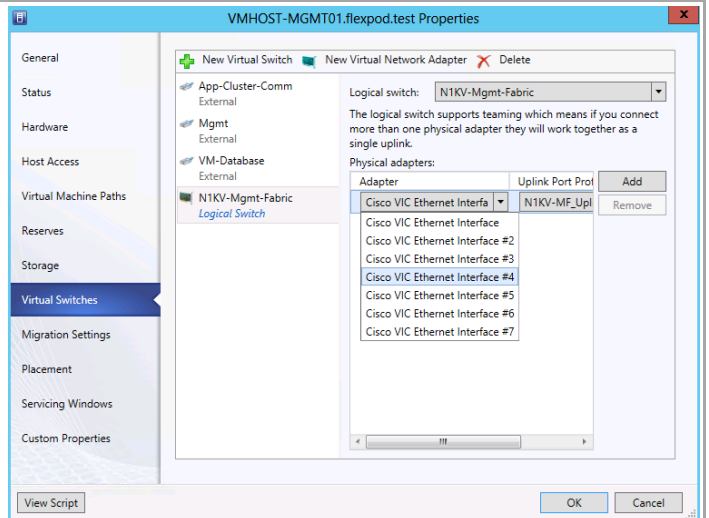 VMHOST-MGMT01.flexpod.test Properties
x
General
Status
Hardware
Host Access
Virtual Machine Paths
Reserves
Storage
Virtual Switches
Migration Settings
Placement
Servicing Windows
Custom Properties
New Virtual Switch New Virtual Network Adapter Delete
App-Cluster-Comm
External
Mgmt
External
VM-Database
External
N1KV-Mgmt-Fabric
Logical Switch
Logical switch: N1KV-Mgmt-Fabric
The logical switch supports teaming which means if you connect
more than one physical adapter they will work together as a
single uplink.
Physical adapters:
Adapter Uplink Port Prof
Cisco VIC Ethernet Interfa N1KV-MF_Upl
Cisco VIC Ethernet Interface
Cisco VIC Ethernet Interface #2
Cisco VIC Ethernet Interface #3
Cisco VIC Ethernet Interface #4
Cisco VIC Ethernet Interface #5
Cisco VIC Ethernet Interface #6
Cisco VIC Ethernet Interface #7
Add
Remove
View Script
OK
Cancel